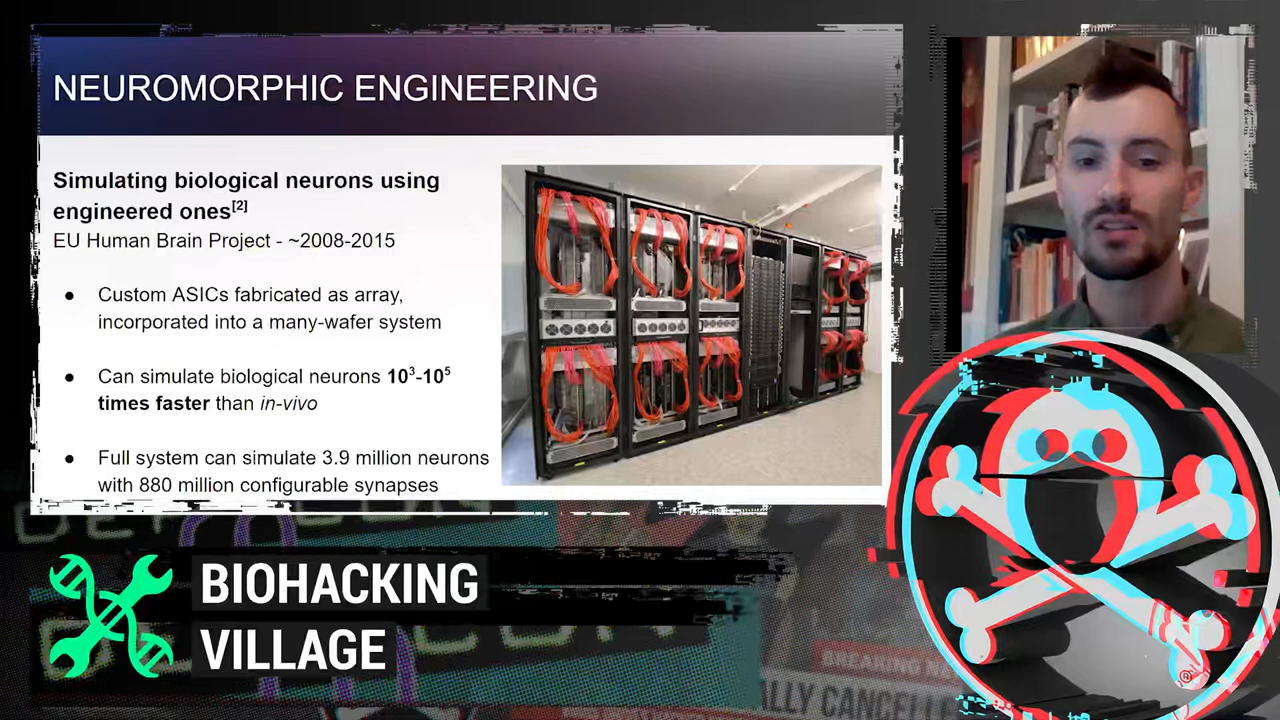 NEUROMORPHIC ENGINEERING
Simulating biological neurons using
engineered ones[2]
EU Human Brain Project - ~2008-2015
● Custom ASICs fabricated as array,
incorporated into a many-wafer system
● Can simulate biological neurons 10³-10⁵
times faster than in-vivo
● Full system can simulate 3.9 million neurons
with 880 million configurable synapses
BIOHACKING
VILLAGE
BREAKING
CANCELLE